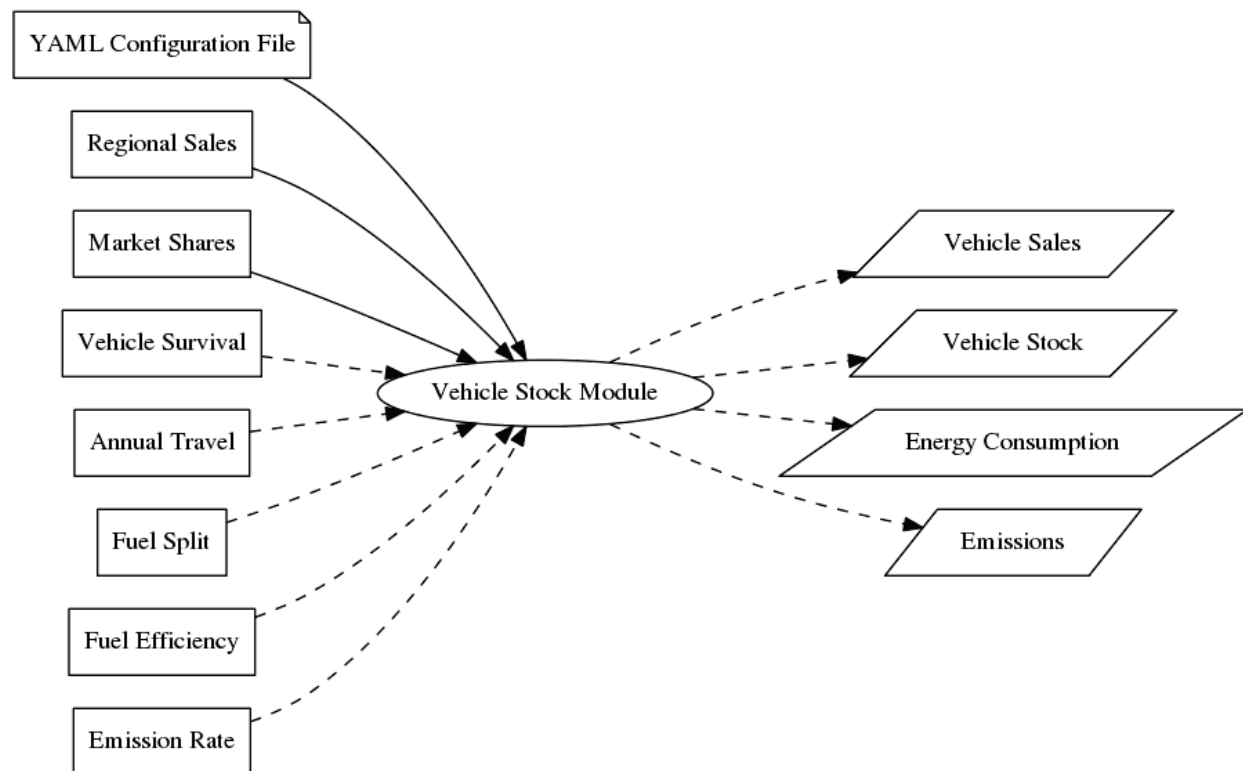 YAML Configuration File
Regional Sales
Market Shares
Vehicle Survival
Annual Travel
Fuel Split
Fuel Efficiency
Emission Rate
Vehicle Stock Module
Vehicle Sales
Vehicle Stock
Energy Consumption
Emissions